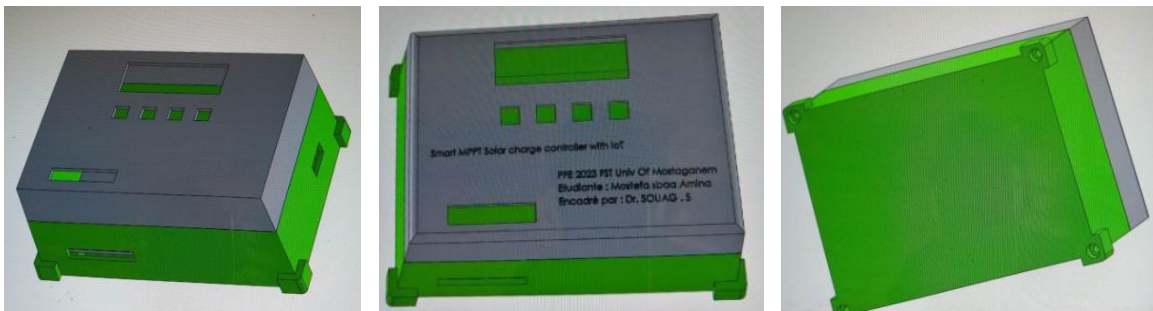 Smart MPPT Solar charge controller with IoT
PFE 2023 FST Univ Of Mostaganem
Etudiante : Mostefa sbaa Amina
Encadré par : Dr. SOUAG . S